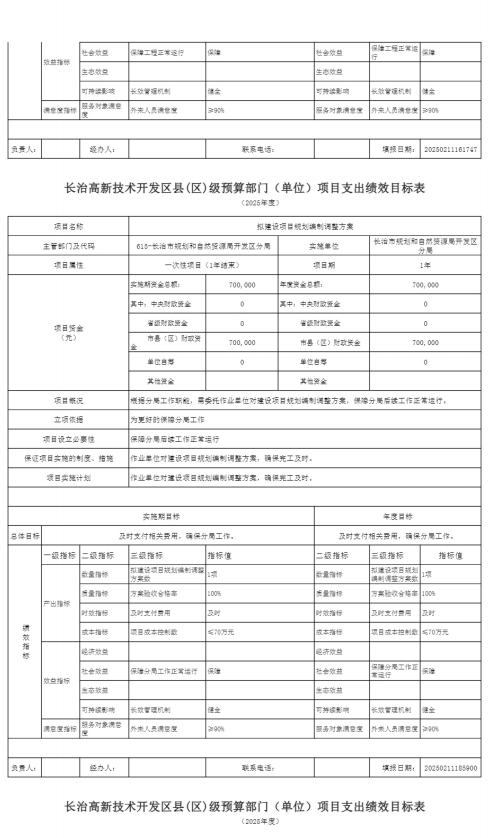 效益指标 社会效益 保障工程正常运行 保障 社会效益 保障工程正常运行 保障
生态效益 生态效益
可持续影响 长效管理机制 健全 可持续影响 长效管理机制 健全
满意度指标 服务对象满意度 外来人员满意度 ≥90% 服务对象满意度 外来人员满意度 ≥90%
负责人: 经办人: 联系电话: 填报日期: 20250211161747
长治高新技术开发区县(区)级预算部门（单位）项目支出绩效目标表
（2025年度）
项目名称 拟建设项目规划编制调整方案
主管部门及代码 615-长治市规划和自然资源局开发区分局 实施单位 长治市规划和自然资源局开发区分局
项目属性 一次性项目（1年结束） 项目期 1年
项目资金（元） 实施期资金总额: 700,000 年度资金总额: 700,000
其中: 中央财政资金 0 其中: 中央财政资金 0
省级财政资金 0 省级财政资金 0
市县（区）财政资金 700,000 市县（区）财政资金 700,000
单位自筹 0 单位自筹 0
其他资金 其他资金
项目概况 根据分局工作职能，需委托作业单位对建设项目规划编制调整方案，保障分局后续工作正常运行。
立项依据 为更好的保障分局工作
项目设立必要性 保障分局后续工作正常运行
保证项目实施的制度、措施 作业单位对建设项目规划编制调整方案，确保完工及时。
项目实施计划 作业单位对建设项目规划编制调整方案，确保完工及时。
实施期目标 年度目标
总体目标 及时支付相关费用，确保分局工作。 及时支付相关费用，确保分局工作。
绩效指标 一级指标 二级指标 三级指标 指标值 二级指标 三级指标 指标值
产出指标 数量指标 拟建设项目规划编制调整方案数 1项 数量指标 拟建设项目规划编制调整方案数 1项
质量指标 方案验收合格率 100% 质量指标 方案验收合格率 100%
时效指标 及时支付费用 及时 时效指标 及时支付费用 及时
成本指标 项目成本控制数 ≤70万元 成本指标 项目成本控制数 ≤70万元
效益指标 经济效益 经济效益
社会效益 保障分局工作正常运行 保障 社会效益 保障分局工作正常运行 保障
生态效益 生态效益
可持续影响 长效管理机制 健全 可持续影响 长效管理机制 健全
满意度指标 服务对象满意度 外来人员满意度 ≥90% 服务对象满意度 外来人员满意度 ≥90%
负责人: 经办人: 联系电话: 填报日期: 20250211185900
长治高新技术开发区县(区)级预算部门（单位）项目支出绩效目标表
（2025年度）